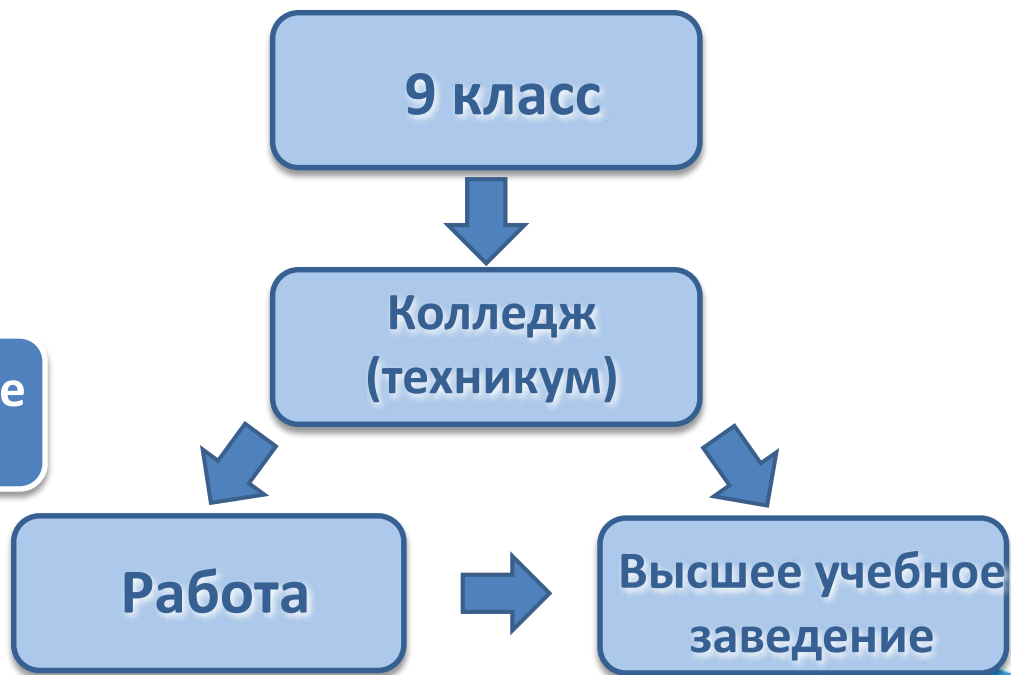 9 класс
Колледж
(техникум)
е
Работа
Высшее учебное
заведение